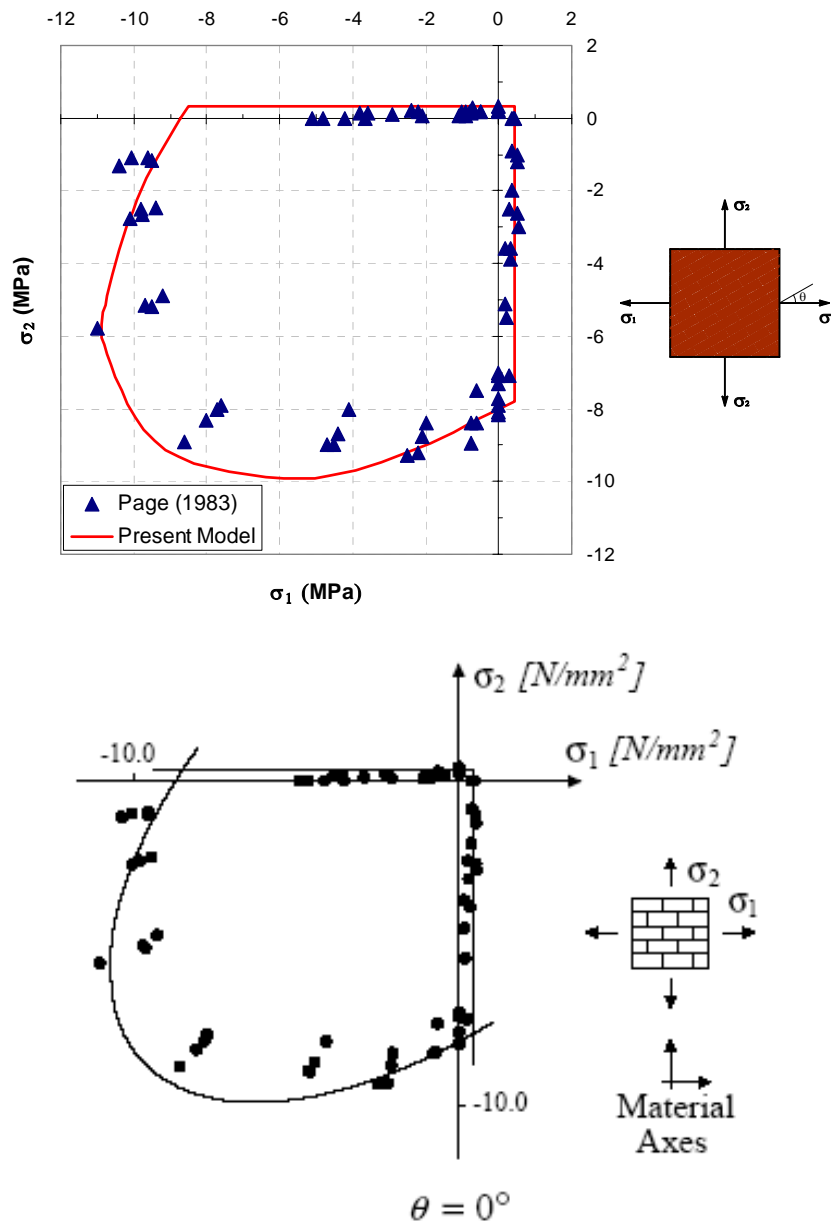 -12 -10 -8 -6 -4 -2 0 2
2
0
-2
-4
-6
-8
-10
-12
σ₂ (MPa)
Page (1983)
Present Model
σ₁ (MPa)
σ₂
θ
σ₁
σ
σ₂
σ₂ [N/mm²]
-10.0
σ₁ [N/mm²]
σ₂
σ₁
-10.0
Material
Axes
θ = 0°